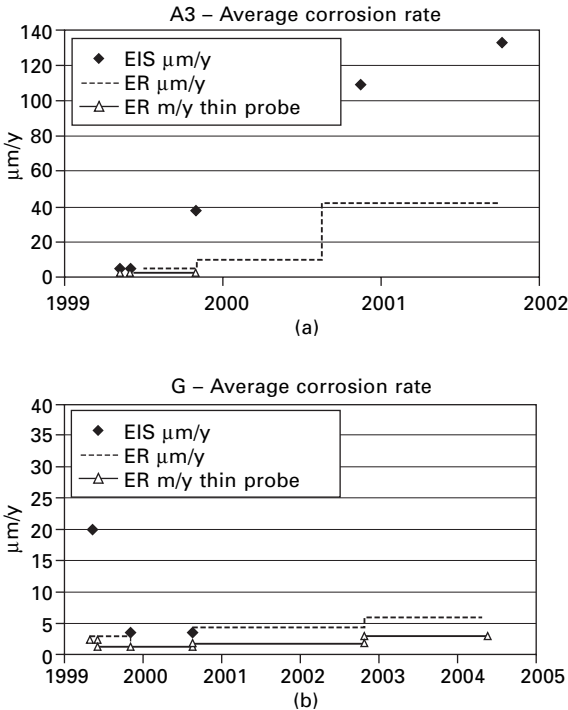 A3 – Average corrosion rate
140
120
100
80
60
40
20
0
μm/y
EIS μm/y
ER μm/y
ER m/y thin probe
1999 2000 2001 2002
(a)
G – Average corrosion rate
40
35
30
25
20
15
10
5
0
μm/y
EIS μm/y
ER μm/y
ER m/y thin probe
1999 2000 2001 2002 2003 2004 2005
(b)